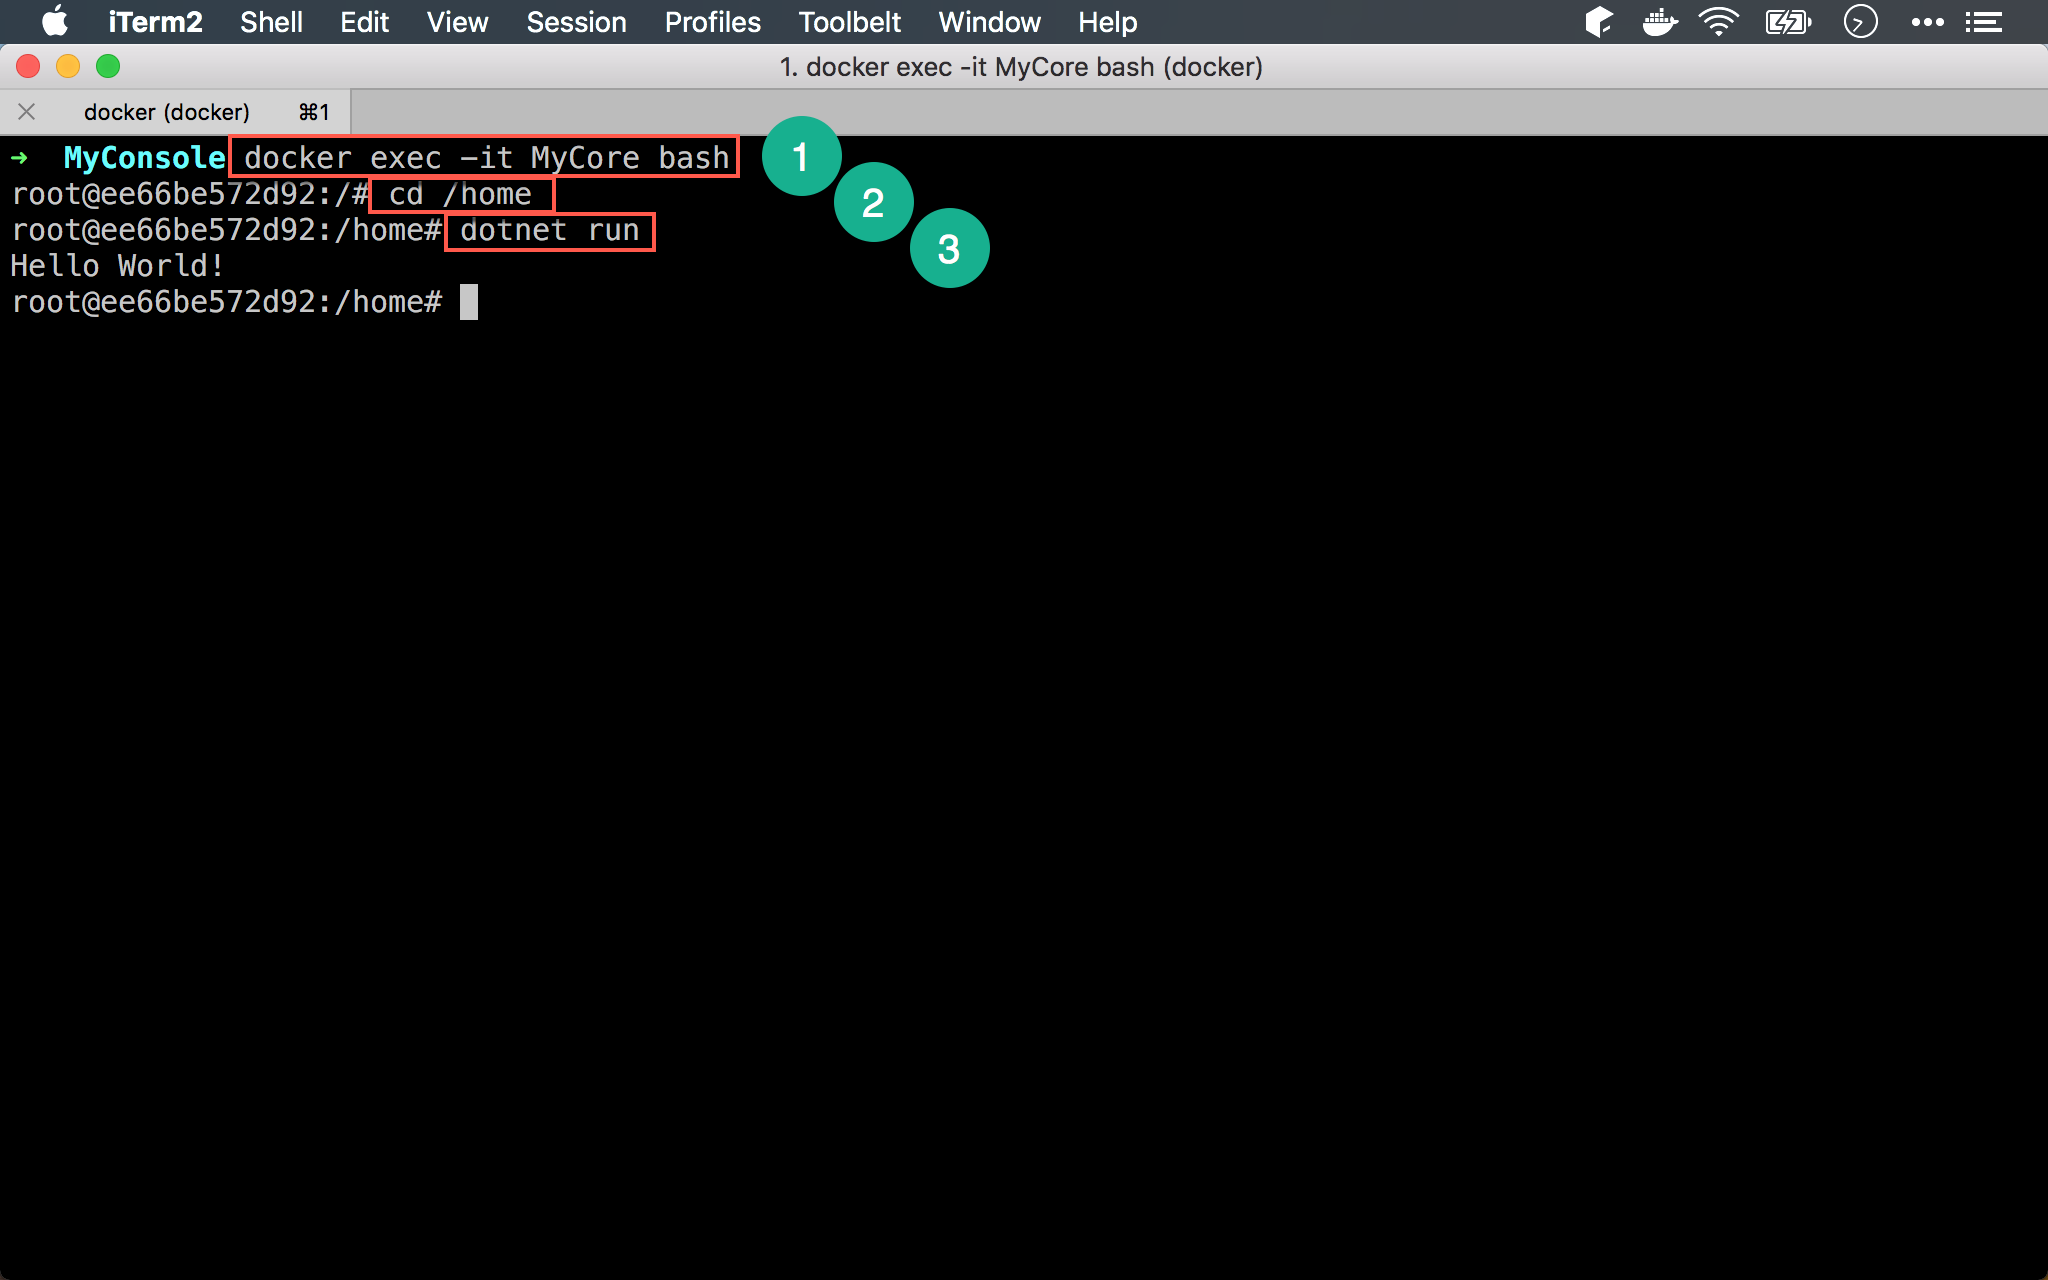 iTerm2 Shell Edit View Session Profiles Toolbelt Window Help
1. docker exec -it MyCore bash (docker)
docker (docker) ⌘1
➜ MyConsole docker exec -it MyCore bash
1
root@ee66be572d92:/# cd /home
2
root@ee66be572d92:/home# dotnet run
3
Hello World!
root@ee66be572d92:/home#